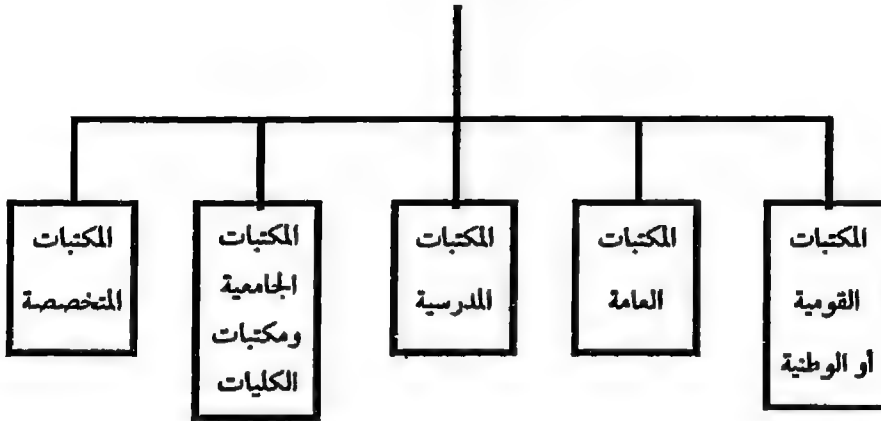 المكتبات
القومية
أو الوطنية
المكتبات
العامة
المكتبات
المدرسية
المكتبات
الجامعية
ومكتبات
الكليات
المكتبات
المتخصصة